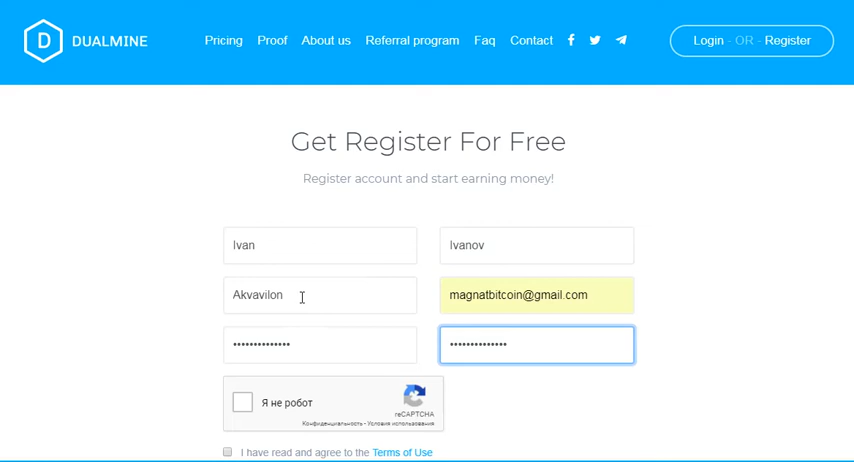 D DUALMINE Pricing Proof About us Referral program Faq Contact Login - OR - Register
Get Register For Free
Register account and start earning money!
Ivan Ivanov
Akvavilon magnatbitcoin@gmail.com
•••••••••••••• ••••••••••••••
Я не робот
reCAPTCHA
Конфиденциальность - Условия использования
I have read and agree to the Terms of Use